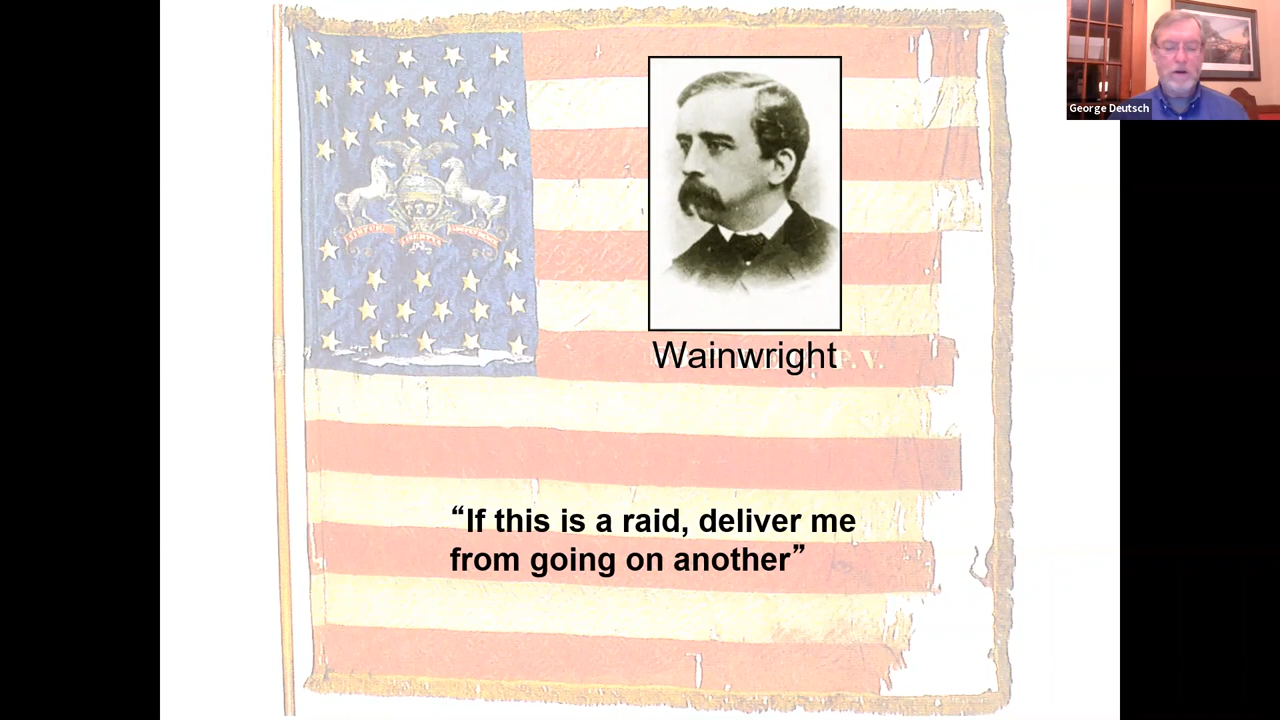 George Deutsch
Wainwright
P.V.
“If this is a raid, deliver me
from going on another”